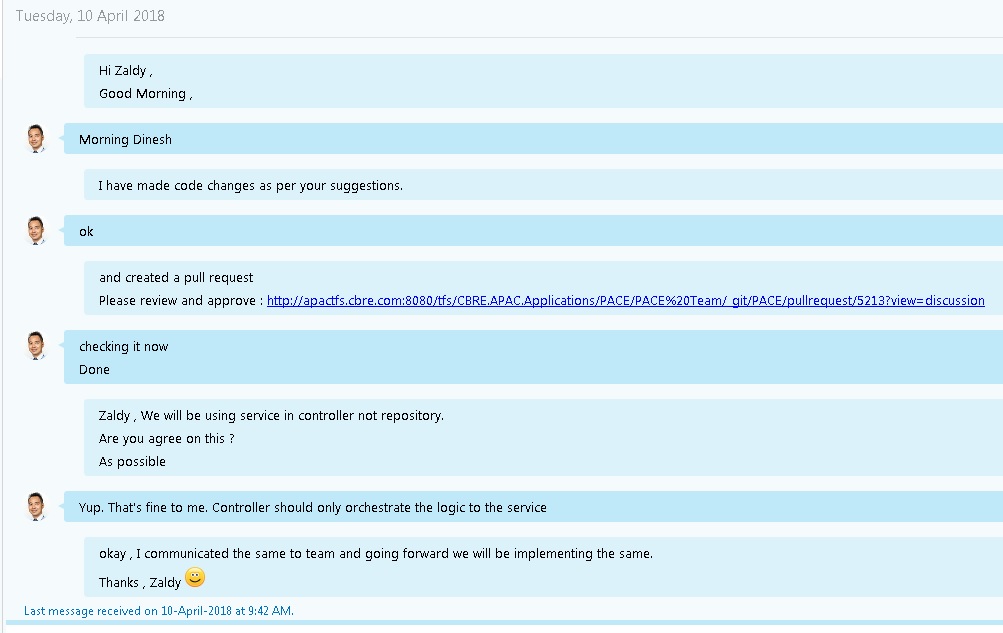 Tuesday, 10 April 2018
Hi Zaldy ,
Good Morning ,
Morning Dinesh
I have made code changes as per your suggestions.
ok
and created a pull request
Please review and approve : http://apactfs.cbre.com:8080/tfs/CBRE.APAC.Applications/PACE/PACE%20Team/_git/PACE/pullrequest/5213?view=discussion
checking it now
Done
Zaldy , We will be using service in controller not repository.
Are you agree on this ?
As possible
Yup. That's fine to me. Controller should only orchestrate the logic to the service
okay , I communicated the same to team and going forward we will be implementing the same.
Thanks , Zaldy
Last message received on 10-April-2018 at 9:42 AM.